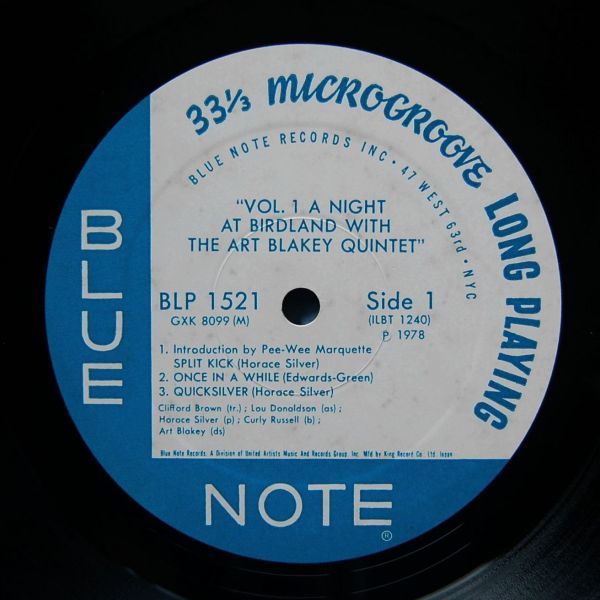 33⅓ MICROGROOVE LONG PLAYING
BLUE NOTE RECORDS INC • 47 WEST 63rd • NYC
"VOL. 1 A NIGHT
AT BIRDLAND WITH
THE ART BLAKEY QUINTET"
BLP 1521
GXK 8099 (M)
Side 1
(ILBT 1240)
P 1978
1. Introduction by Pee-Wee Marquette
SPLIT KICK (Horace Silver)
2. ONCE IN A WHILE (Edwards-Green)
3. QUICKSILVER (Horace Silver)
Clifford Brown (tr.) ; Lou Donaldson (as) ;
Horace Silver (p) ; Curly Russell (b) ;
Art Blakey (ds)
Blue Note Records. A Division of United Artists Music And Records Group. Inc. Mfd by King Record Co. Ltd. Japan
BLUE
NOTE
®